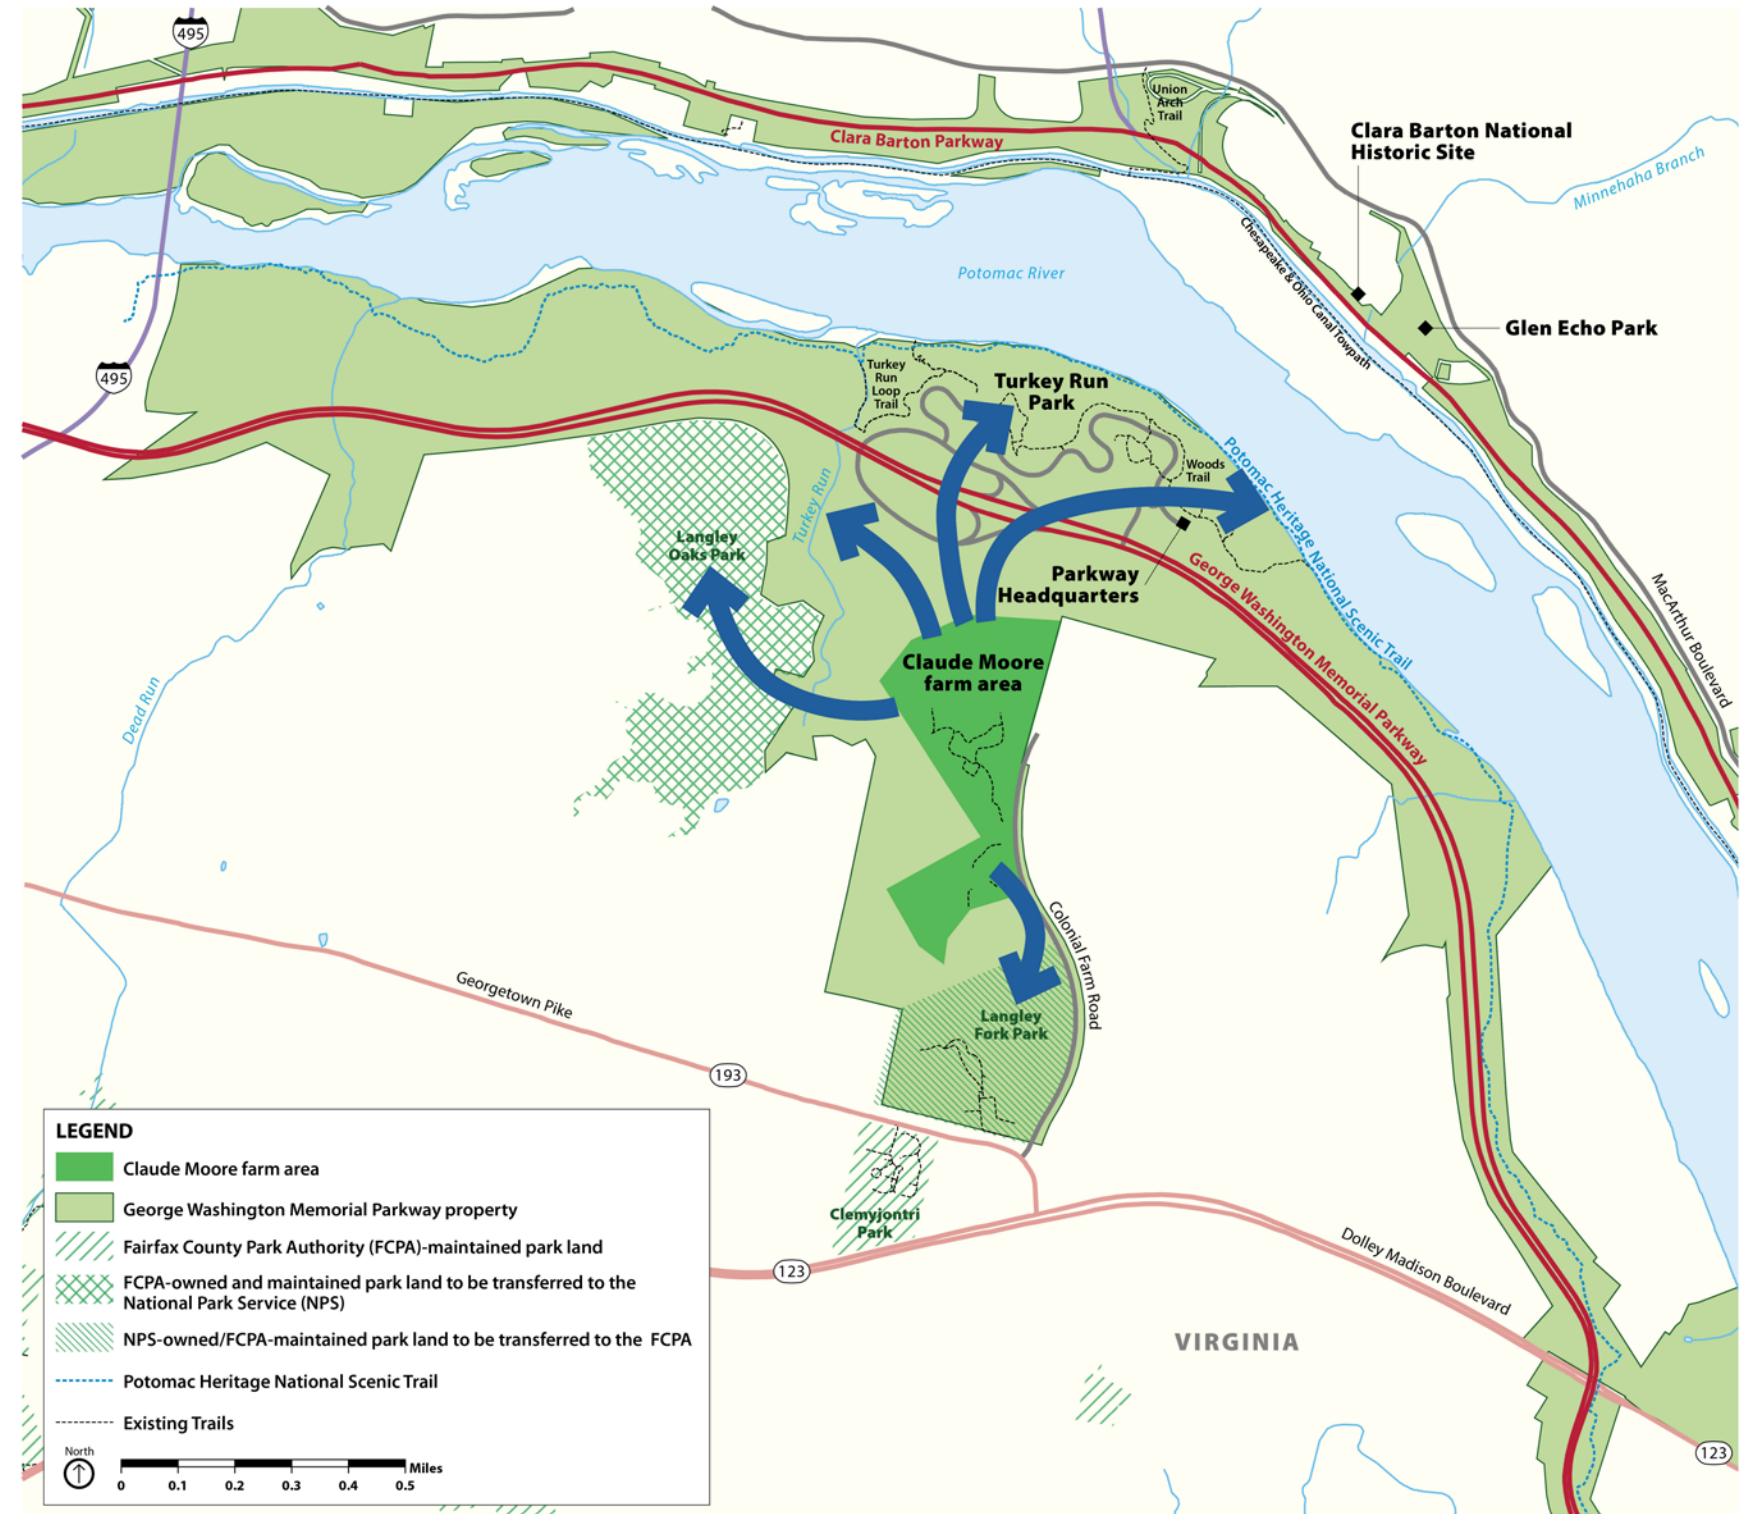 495
Union
Arch
Trail
Clara Barton Parkway
Clara Barton National
Historic Site
Minnehaha Branch
Chesapeake & Ohio Canal Towpath
Potomac River
Glen Echo Park
495
Turkey
Run
Loop
Trail
Turkey Run
Park
Woods
Trail
Potomac Heritage National Scenic Trail
Turkey Run
Langley
Oaks Park
Parkway
Headquarters
George Washington Memorial Parkway
MacArthur Boulevard
Claude Moore
farm area
Dead Run
Colonial Farm Road
Georgetown Pike
Langley
Fork Park
193
Clemyjontri
Park
123
Dolley Madison Boulevard
VIRGINIA
123
LEGEND
Claude Moore farm area
George Washington Memorial Parkway property
Fairfax County Park Authority (FCPA)-maintained park land
FCPA-owned and maintained park land to be transferred to the
National Park Service (NPS)
NPS-owned/FCPA-maintained park land to be transferred to the FCPA
Potomac Heritage National Scenic Trail
Existing Trails
North
Miles
0 0.1 0.2 0.3 0.4 0.5